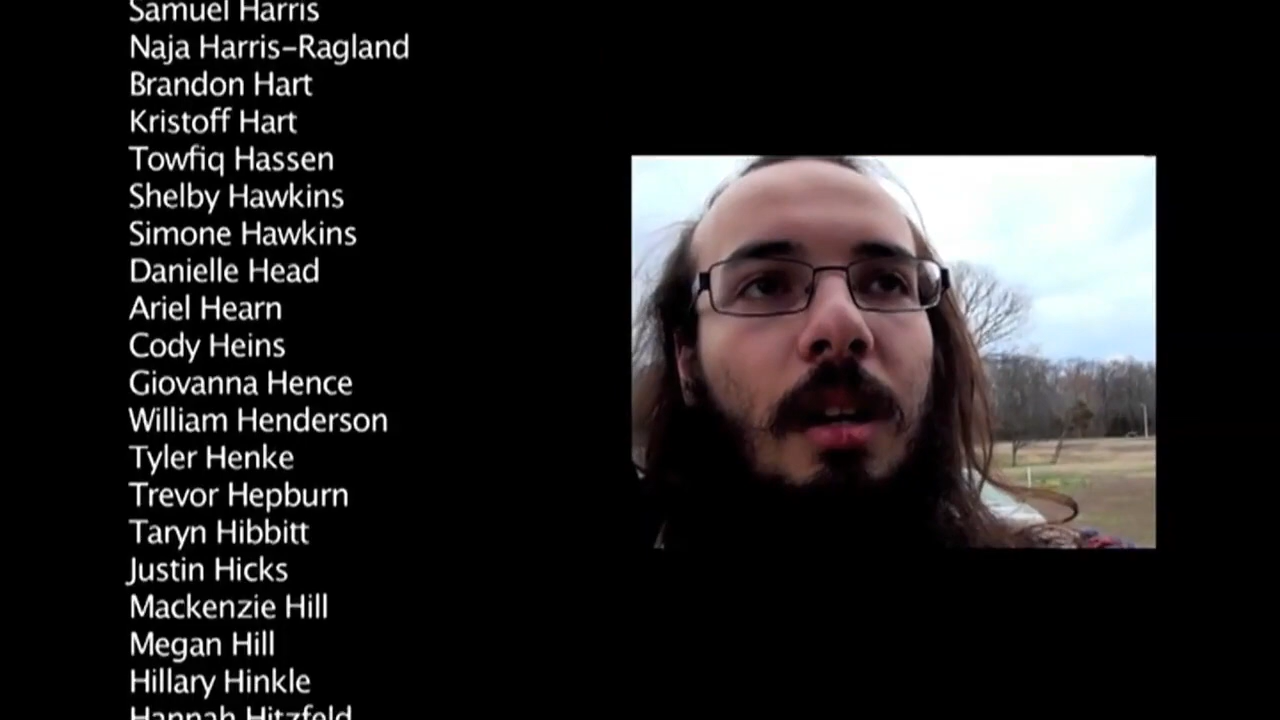 Samuel Harris
Naja Harris-Ragland
Brandon Hart
Kristoff Hart
Towfiq Hassen
Shelby Hawkins
Simone Hawkins
Danielle Head
Ariel Hearn
Cody Heins
Giovanna Hence
William Henderson
Tyler Henke
Trevor Hepburn
Taryn Hibbitt
Justin Hicks
Mackenzie Hill
Megan Hill
Hillary Hinkle
Hannah Hitzfeld